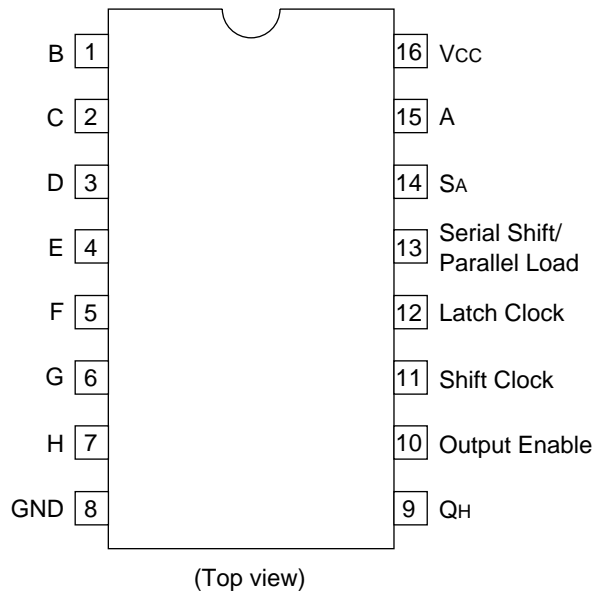 B 1 16 VCC
C 2 15 A
D 3 14 SA
E 4 13 Serial Shift/
Parallel Load
F 5 12 Latch Clock
G 6 11 Shift Clock
H 7 10 Output Enable
GND 8 9 QH
(Top view)